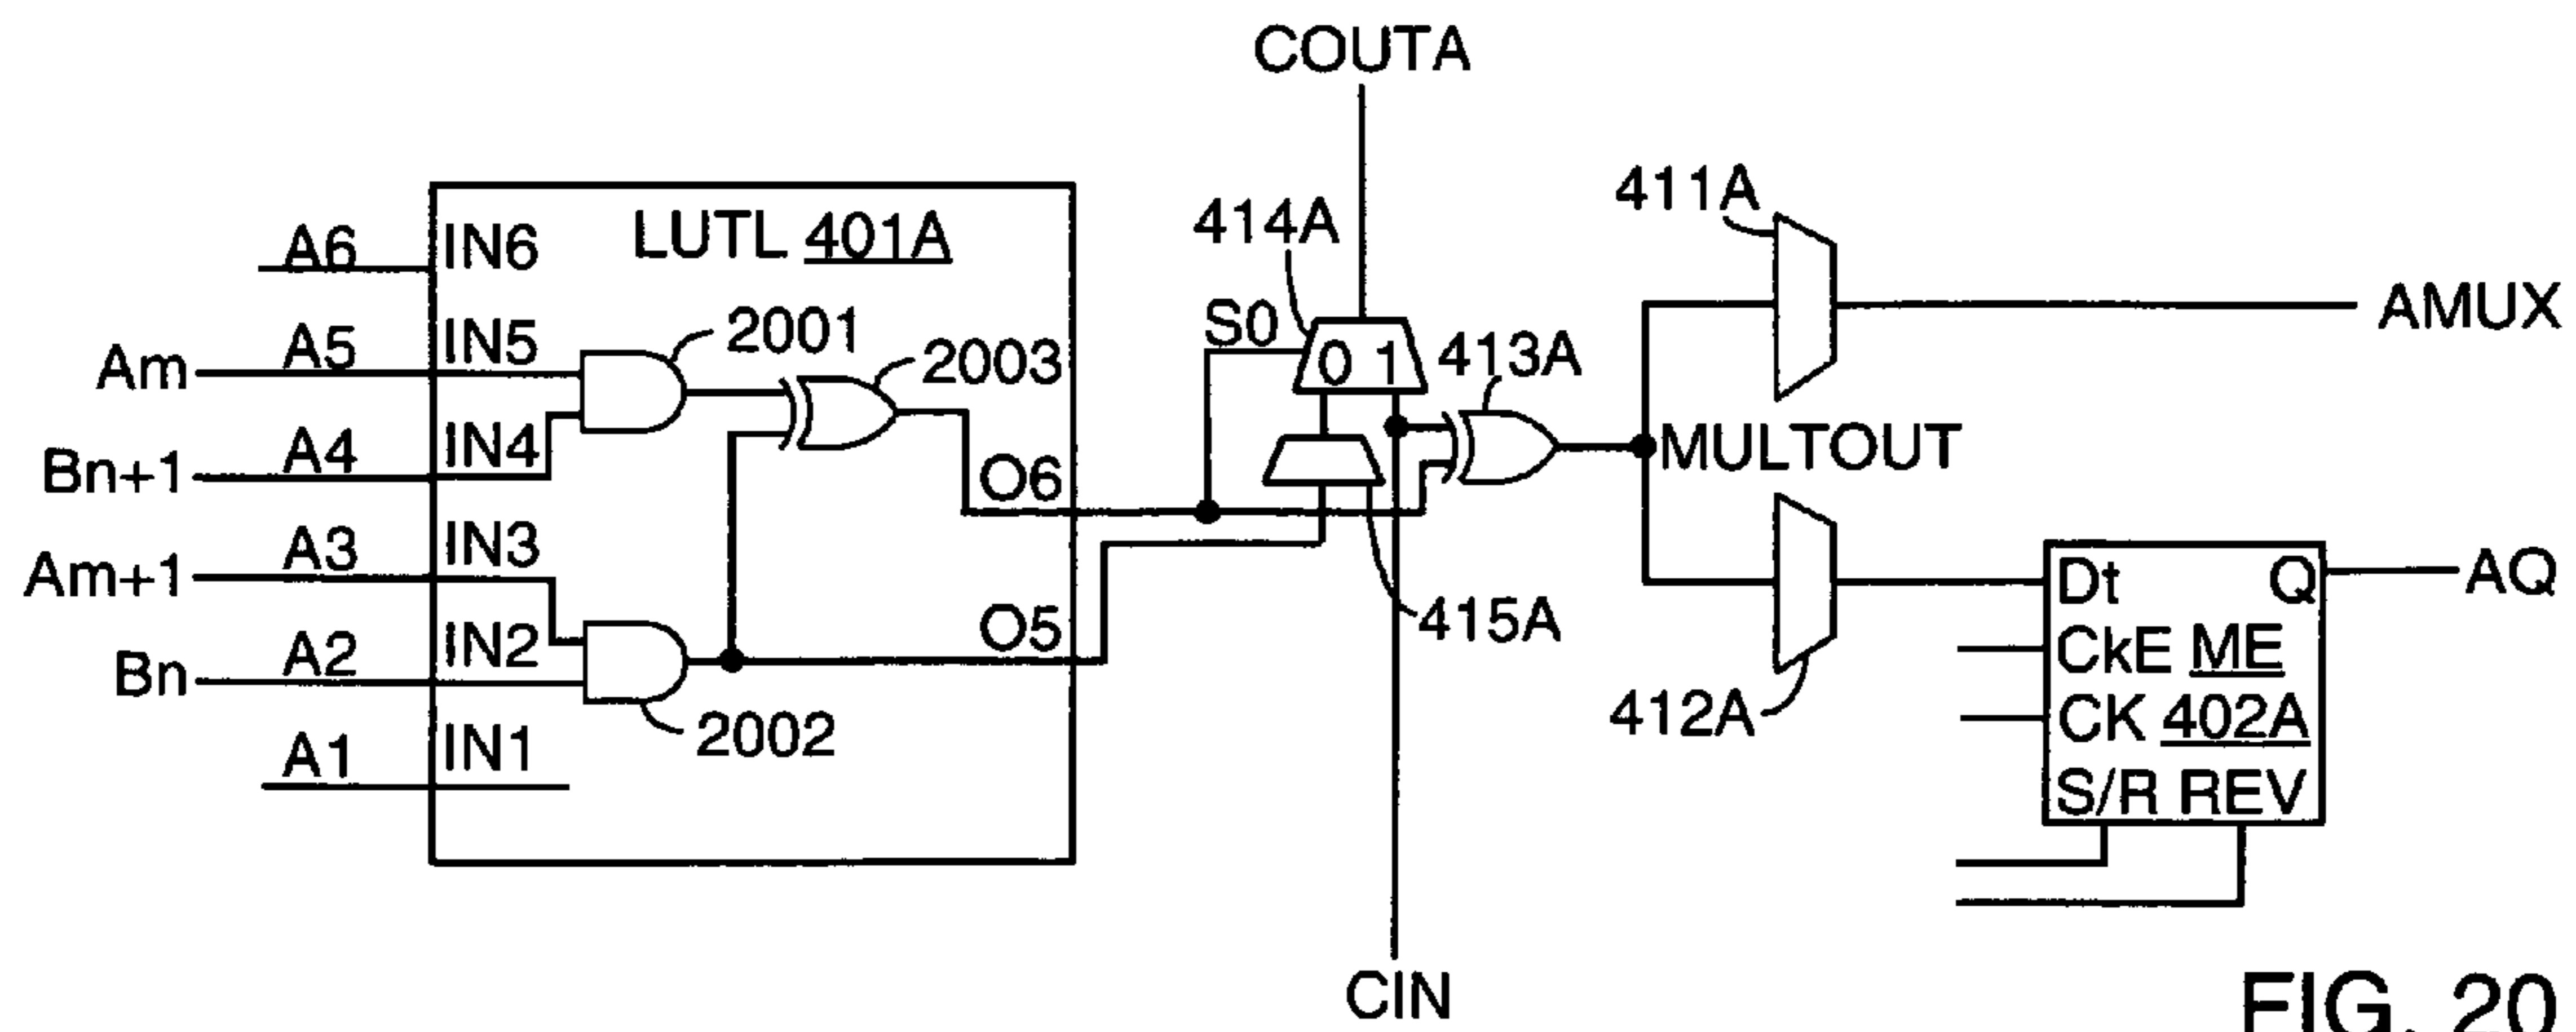 COUTA
LUTL 401A
A6 IN6
Am A5 IN5
2001
2003
Bn+1 A4 IN4
O6
Am+1 A3 IN3
Bn A2 IN2
O5
2002
A1 IN1
414A
S0
0 1
413A
415A
CIN
411A
AMUX
MULTOUT
412A
Dt Q
AQ
CkE ME
CK 402A
S/R REV
FIG. 20